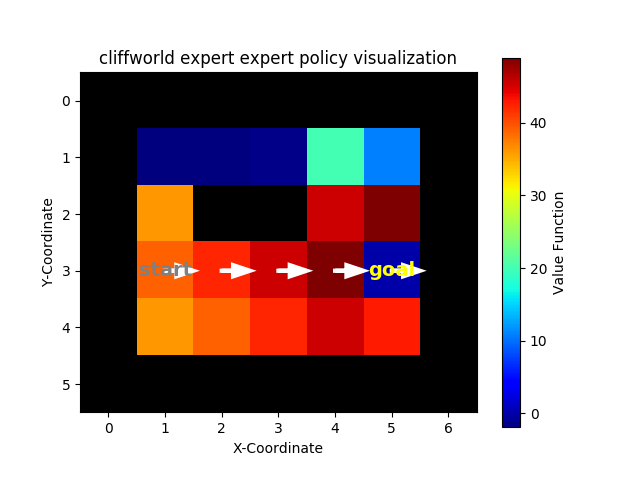 cliffworld expert expert policy visualization
0
1
2
3
4
5
Y-Coordinate
start
goal
0 1 2 3 4 5 6
X-Coordinate
40
30
20
10
0
Value Function